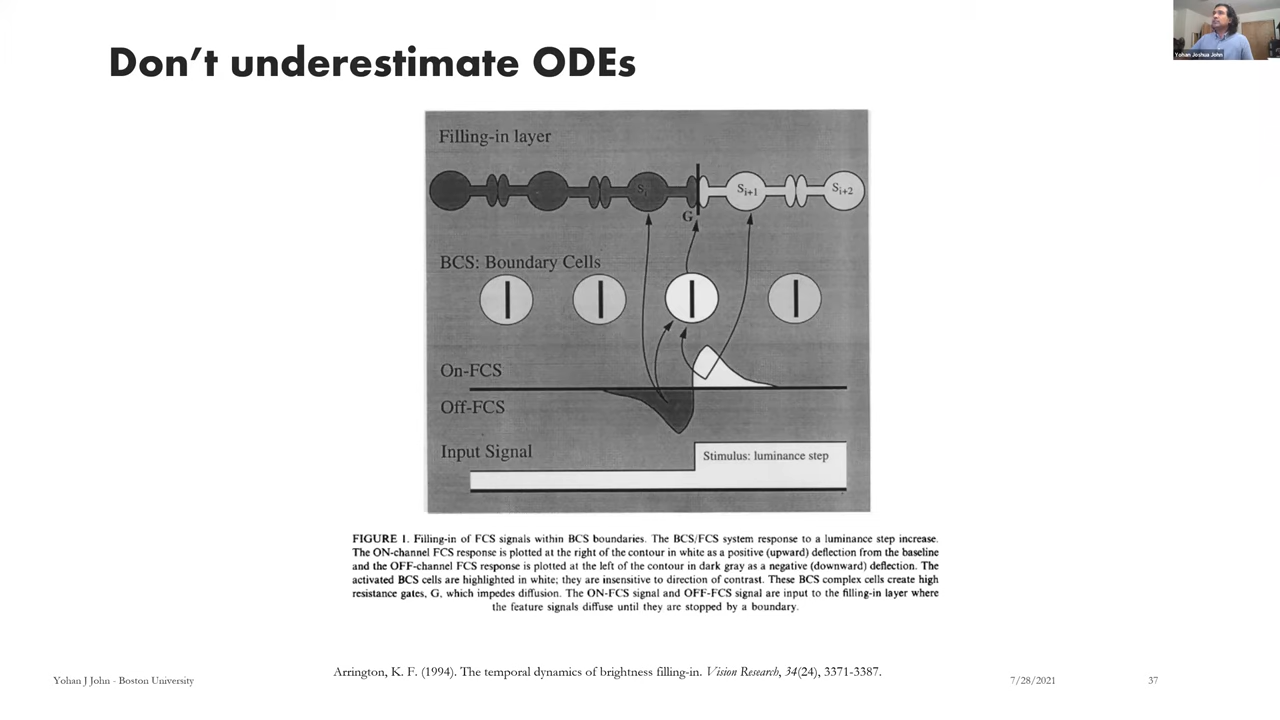 Don't underestimate ODEs
Yohan Joshua John
Filling-in layer
Si
Si+1
Si+2
G
BCS: Boundary Cells
On-FCS
Off-FCS
Input Signal
Stimulus: luminance step
FIGURE 1. Filling-in of FCS signals within BCS boundaries. The BCS/FCS system response to a luminance step increase.
The ON-channel FCS response is plotted at the right of the contour in white as a positive (upward) deflection from the baseline
and the OFF-channel FCS response is plotted at the left of the contour in dark gray as a negative (downward) deflection. The
activated BCS cells are highlighted in white; they are insensitive to direction of contrast. These BCS complex cells create high
resistance gates, G, which impedes diffusion. The ON-FCS signal and OFF-FCS signal are input to the filling-in layer where
the feature signals diffuse until they are stopped by a boundary.
Arrington, K. F. (1994). The temporal dynamics of brightness filling-in. Vision Research, 34(24), 3371-3387.
Yohan J John - Boston University
7/28/2021
37